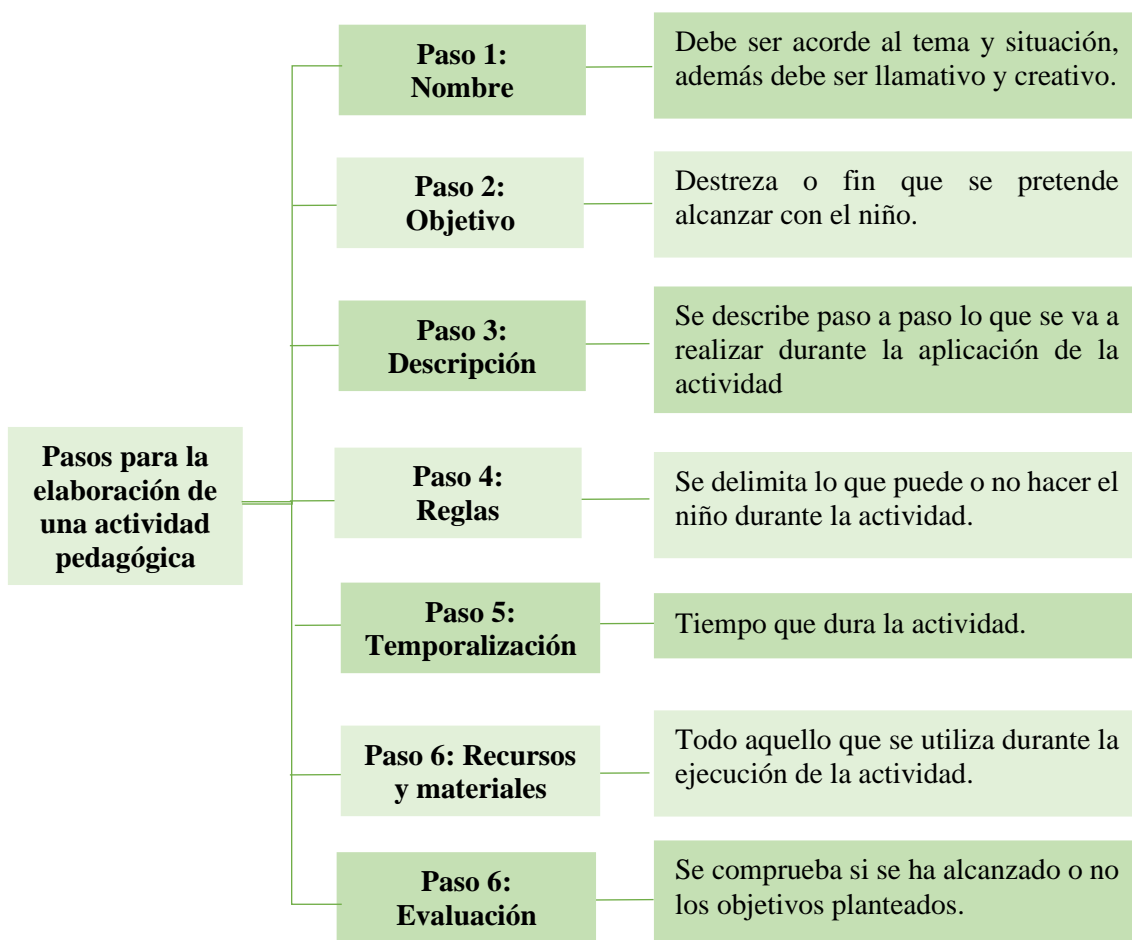 Pasos para la
elaboración de
una actividad
pedagógica
Paso 1:
Nombre
Debe ser acorde al tema y situación,
además debe ser llamativo y creativo.
Paso 2:
Objetivo
Destreza o fin que se pretende
alcanzar con el niño.
Paso 3:
Descripción
Se describe paso a paso lo que se va a
realizar durante la aplicación de la
actividad
Paso 4:
Reglas
Se delimita lo que puede o no hacer el
niño durante la actividad.
Paso 5:
Temporalización
Tiempo que dura la actividad.
Paso 6: Recursos
y materiales
Todo aquello que se utiliza durante la
ejecución de la actividad.
Paso 6:
Evaluación
Se comprueba si se ha alcanzado o no
los objetivos planteados.